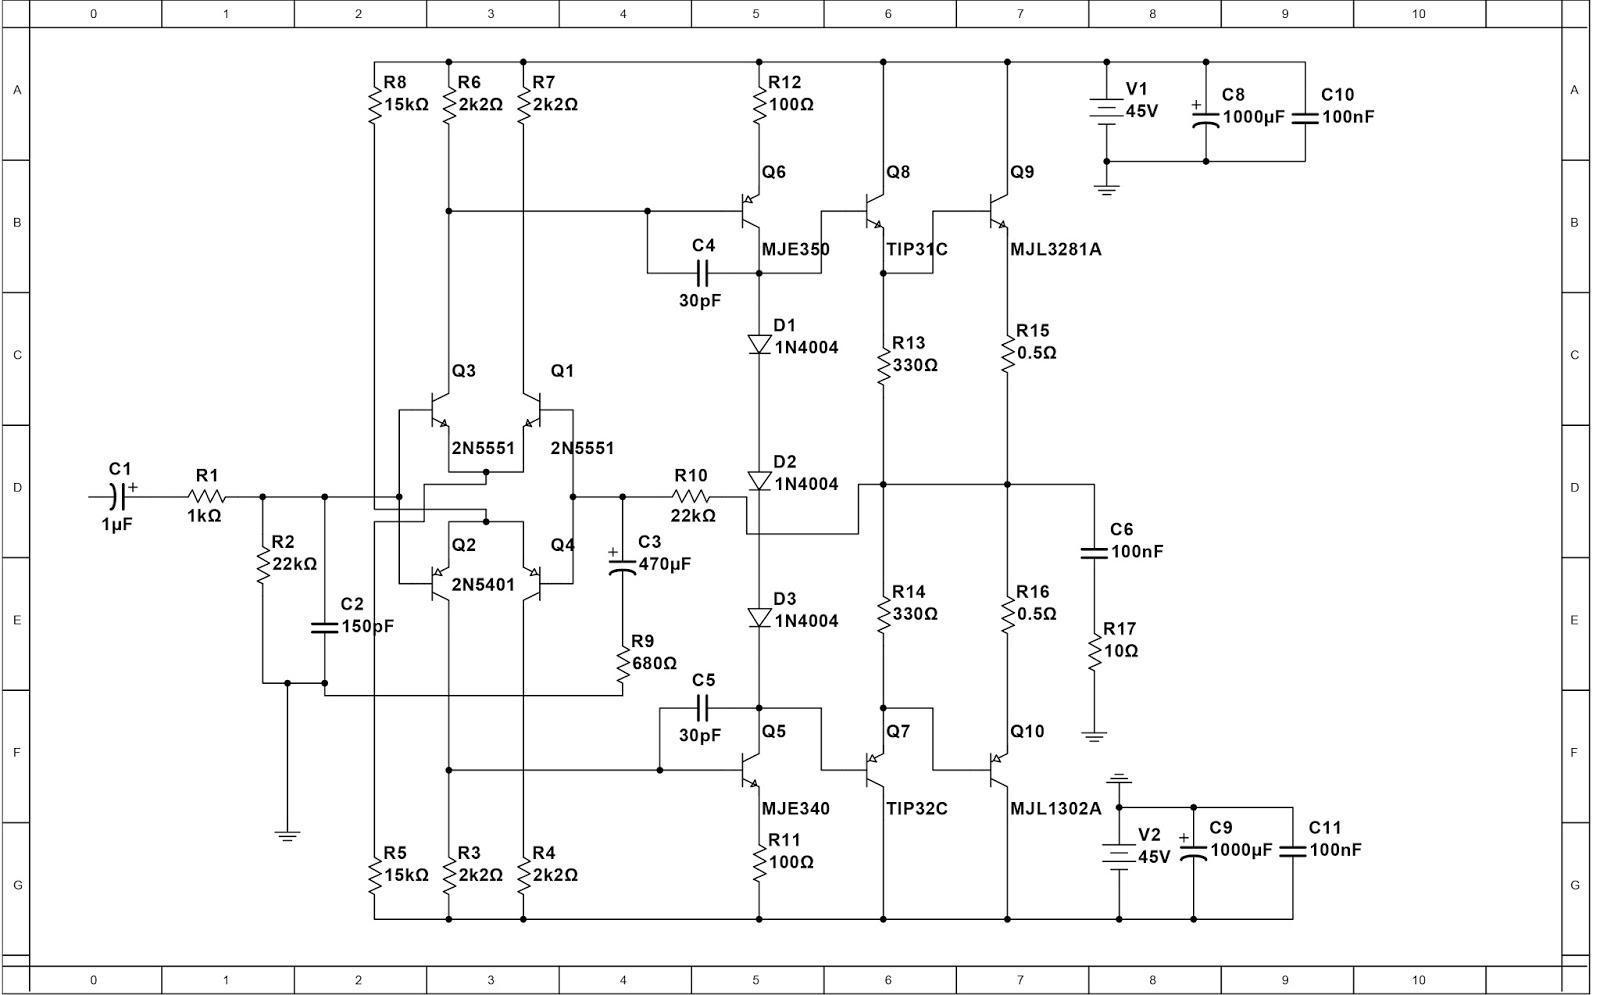 0 1 2 3 4 5 6 7 8 9 10
A
R8
15kΩ
R6
2k2Ω
R7
2k2Ω
R12
100Ω
V1
45V
+
C8
1000µF
C10
100nF
A
B
Q6
MJE350
Q8
TIP31C
Q9
MJL3281A
B
C4
30pF
C
D1
1N4004
R13
330Ω
R15
0.5Ω
C
Q3
2N5551
Q1
2N5551
D
C1
+
1µF
R1
1kΩ
R10
22kΩ
D2
1N4004
D
R2
22kΩ
Q2
2N5401
Q4
+
C3
470µF
C6
100nF
E
C2
150pF
R9
680Ω
D3
1N4004
R14
330Ω
R16
0.5Ω
R17
10Ω
E
C5
30pF
F
Q5
MJE340
Q7
TIP32C
Q10
MJL1302A
F
R5
15kΩ
R3
2k2Ω
R4
2k2Ω
R11
100Ω
V2
45V
+
C9
1000µF
C11
100nF
G
G
0 1 2 3 4 5 6 7 8 9 10